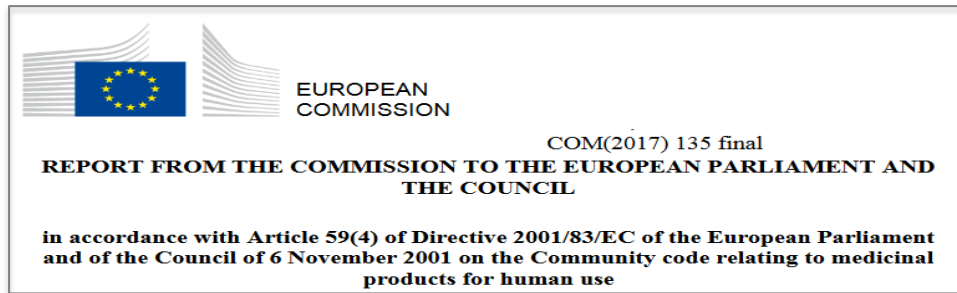 EUROPEAN
COMMISSION
COM(2017) 135 final
REPORT FROM THE COMMISSION TO THE EUROPEAN PARLIAMENT AND
THE COUNCIL
in accordance with Article 59(4) of Directive 2001/83/EC of the European Parliament
and of the Council of 6 November 2001 on the Community code relating to medicinal
products for human use